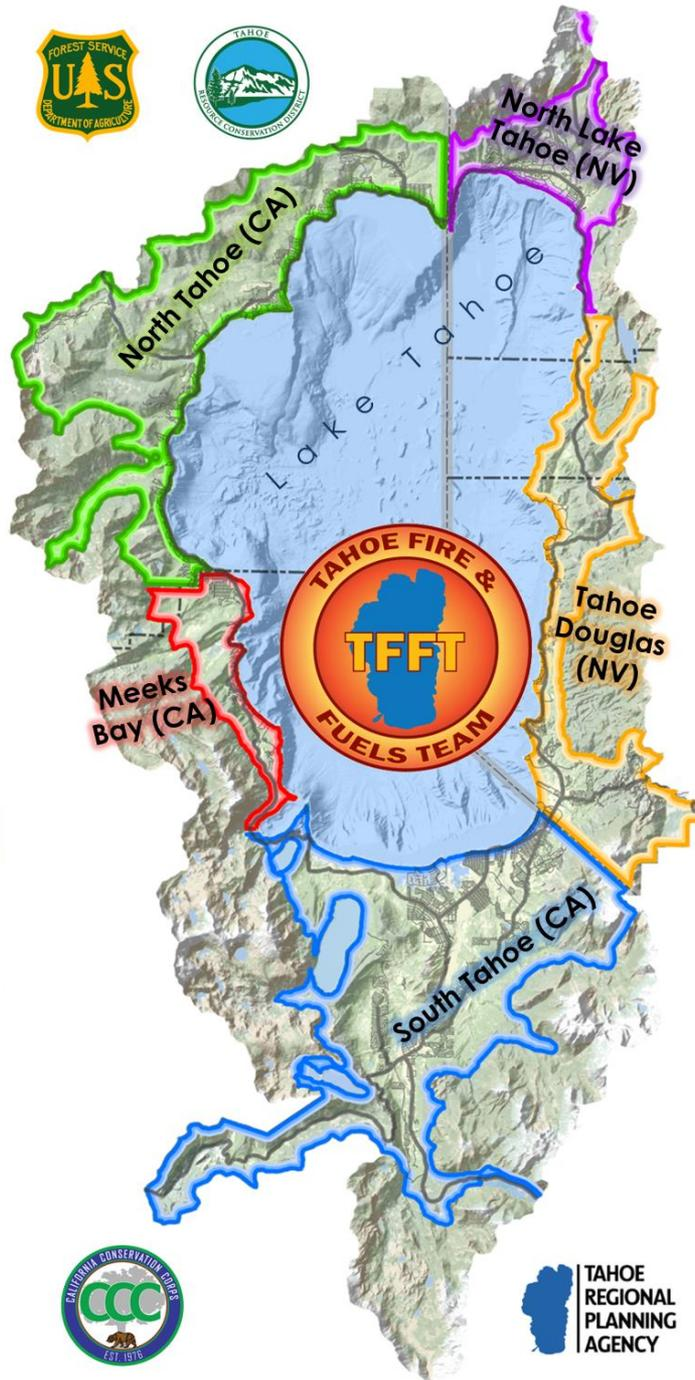 FOREST SERVICE
US
DEPARTMENT OF AGRICULTURE
TAHOE
RESOURCE CONSERVATION DISTRICT
North Lake
Tahoe (NV)
North Tahoe (CA)
Lake Tahoe
TAHOE FIRE &
TFFT
FUELS TEAM
Tahoe
Douglas
(NV)
Meeks
Bay (CA)
South Tahoe (CA)
CALIFORNIA CONSERVATION CORPS
CCC
EST. 1976
TAHOE
REGIONAL
PLANNING
AGENCY